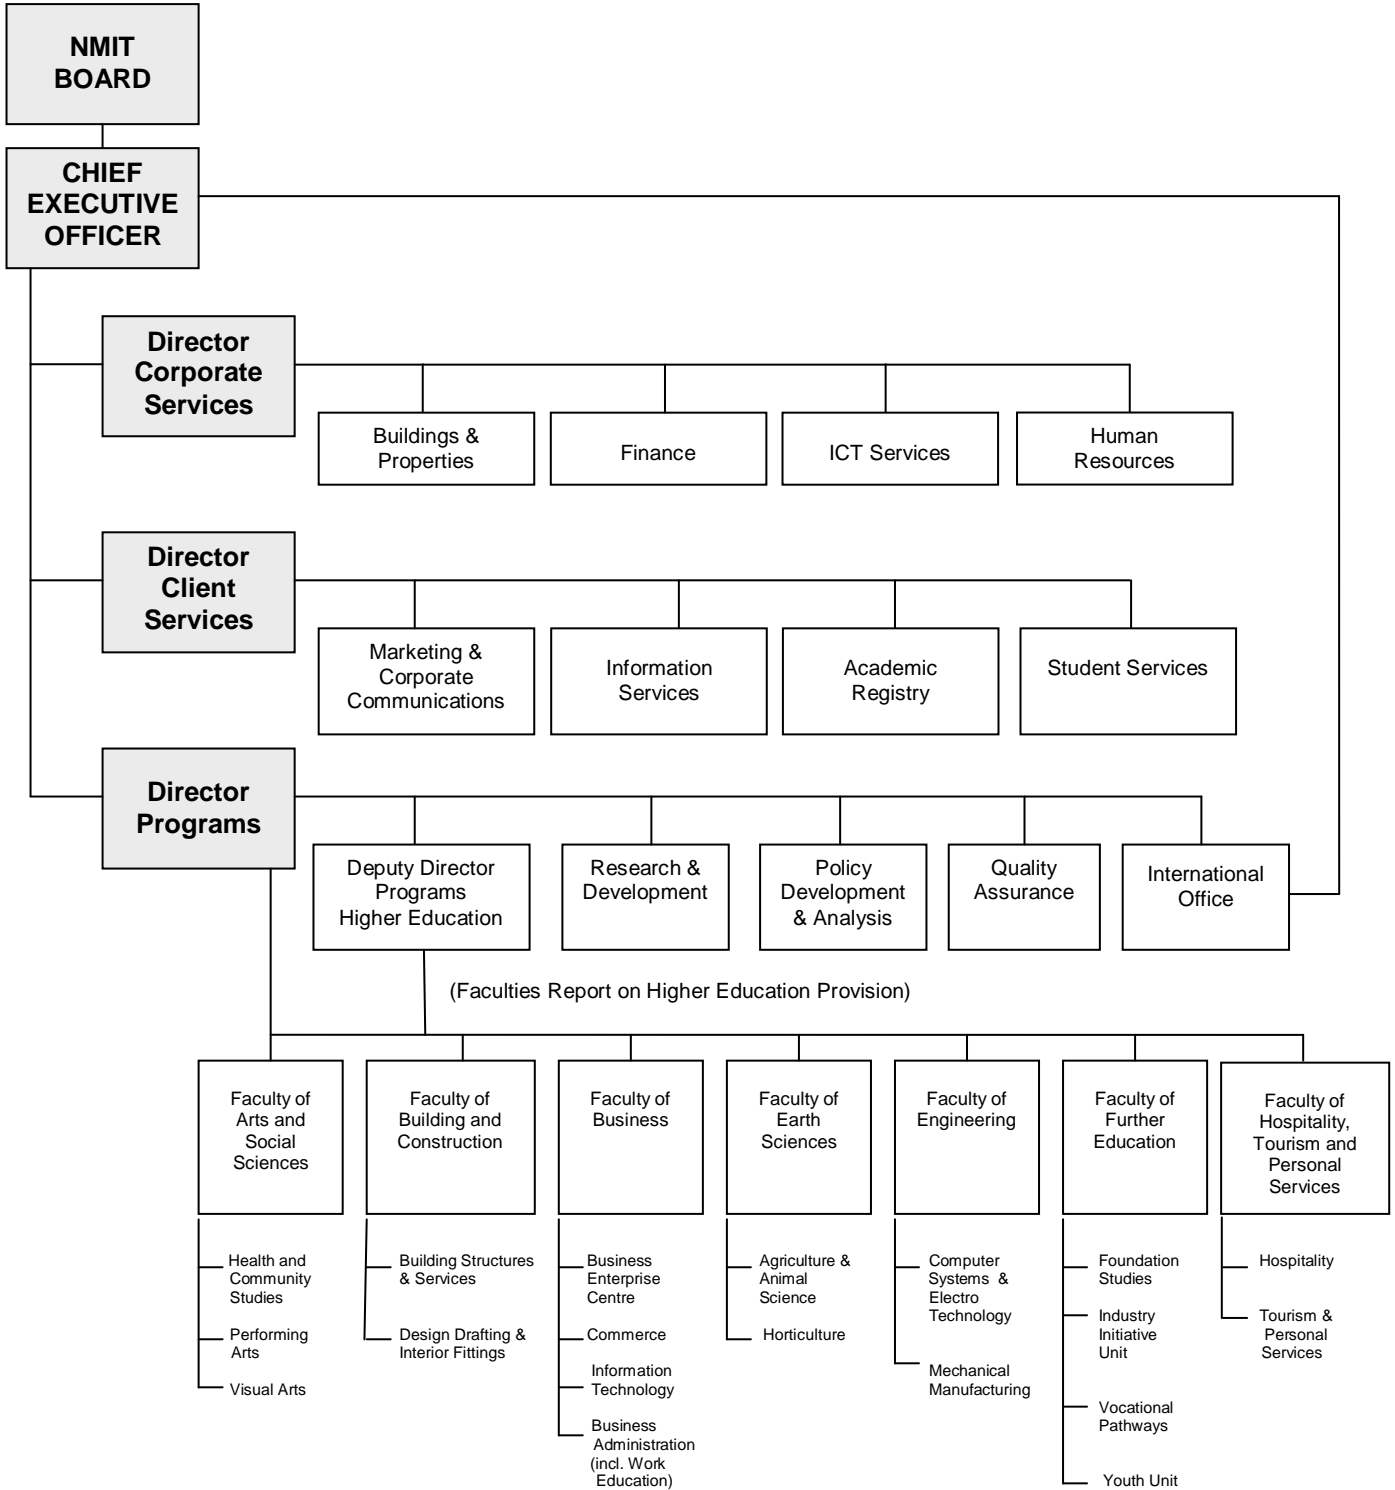 NMIT
BOARD
CHIEF
EXECUTIVE
OFFICER
Director
Corporate
Services
Buildings &
Properties
Finance
ICT Services
Human
Resources
Director
Client
Services
Marketing &
Corporate
Communications
Information
Services
Academic
Registry
Student Services
Director
Programs
Deputy Director
Programs
Higher Education
Research &
Development
Policy
Development
& Analysis
Quality
Assurance
International
Office
(Faculties Report on Higher Education Provision)
Faculty of
Arts and
Social
Sciences
Faculty of
Building and
Construction
Faculty of
Business
Faculty of
Earth
Sciences
Faculty of
Engineering
Faculty of
Further
Education
Faculty of
Hospitality,
Tourism and
Personal
Services
Health and
Community
Studies
Performing
Arts
Visual Arts
Building Structures
& Services
Design Drafting &
Interior Fittings
Business
Enterprise
Centre
Commerce
Information
Technology
Business
Administration
(incl. Work
Education)
Agriculture &
Animal
Science
Horticulture
Computer
Systems &
Electro
Technology
Mechanical
Manufacturing
Foundation
Studies
Industry
Initiative
Unit
Vocational
Pathways
Youth Unit
Hospitality
Tourism &
Personal
Services